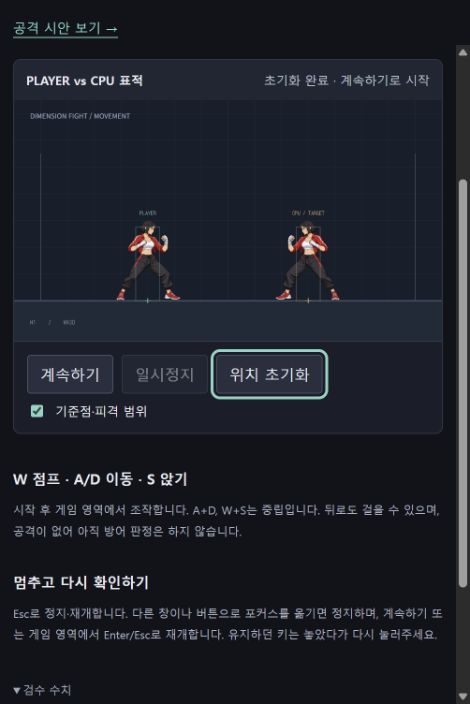 공격 시안 보기 →
PLAYER vs CPU 표적
초기화 완료 · 계속하기로 시작
DIMENSION FIGHT / MOVEMENT
PLAYER
CPU / TARGET
계속하기
일시정지
위치 초기화
기준점·피격 범위
W 점프 · A/D 이동 · S 앉기
시작 후 게임 영역에서 조작합니다. A+D, W+S는 중립입니다. 뒤로도 걸을 수 있으며,
공격이 없어 아직 방어 판정은 하지 않습니다.
멈추고 다시 확인하기
Esc로 정지·재개합니다. 다른 창이나 버튼으로 포커스를 옮기면 정지하며, 계속하기 또
는 게임 영역에서 Enter/Esc로 재개합니다. 유지하던 키는 놓았다가 다시 눌러주세요.
▼ 검수 수치